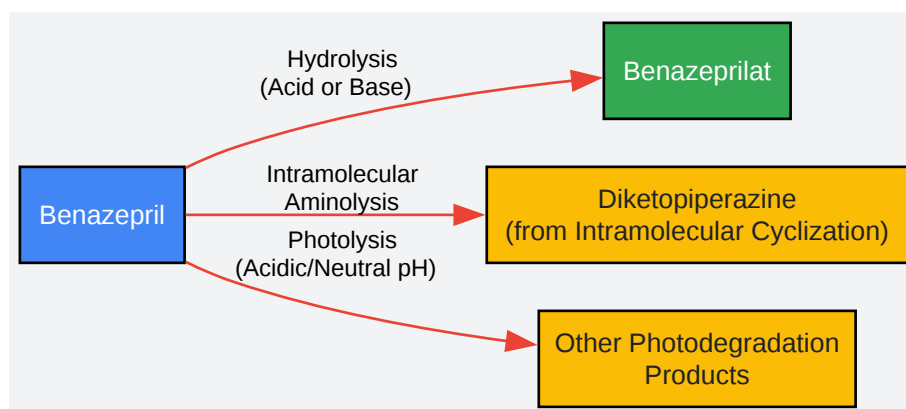 Hydrolysis
(Acid or Base)
Benazeprilat
Benazepril
Intramolecular
Aminolysis
Diketopiperazine
(from Intramolecular Cyclization)
Photolysis
(Acidic/Neutral pH)
Other Photodegradation
Products